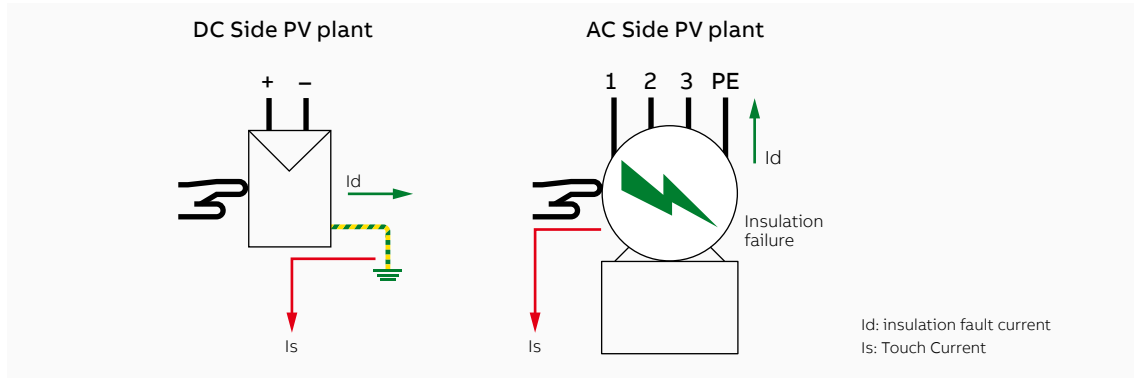 DC Side PV plant
AC Side PV plant
+ –
1 2 3 PE
Id
Id
Insulation
failure
Is
Is
Id: insulation fault current
Is: Touch Current